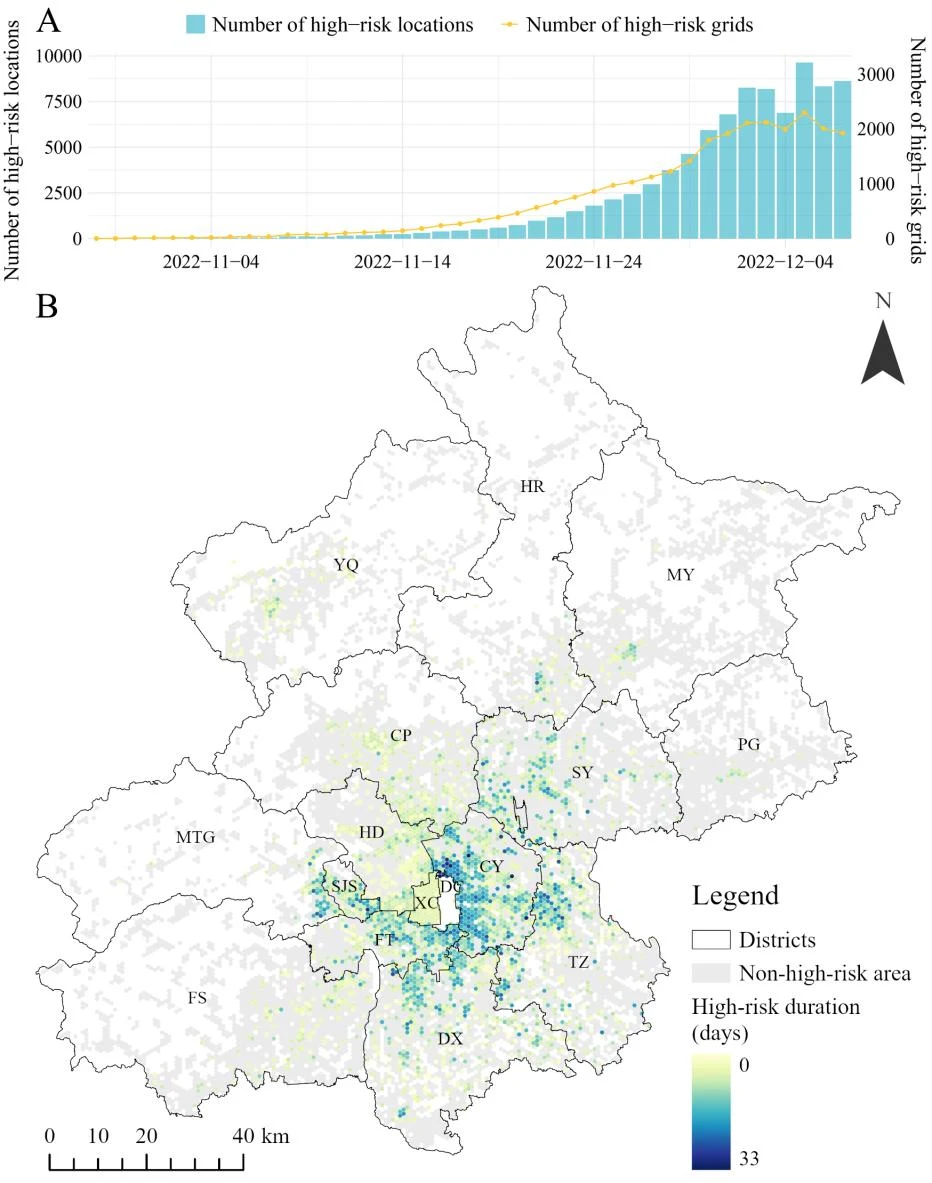 A
Number of high−risk locations
Number of high−risk grids
Number of high−risk locations
10000
7500
5000
2500
0
3000
2000
1000
0
Number of high−risk grids
2022−11−04
2022−11−14
2022−11−24
2022−12−04
B
N
HR
YQ
MY
CP
PG
SY
MTG
HD
CY
SJS
DC
XC
FT
TZ
FS
DX
Legend
Districts
Non-high-risk area
High-risk duration
(days)
0
33
0 10 20 40 km